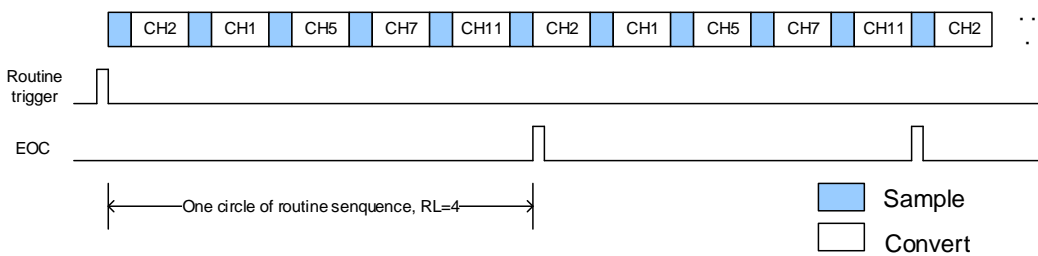 CH2 CH1 CH5 CH7 CH11 CH2 CH1 CH5 CH7 CH11 CH2 . . .
Routine
trigger
EOC
One circle of routine senquence, RL=4
Sample
Convert